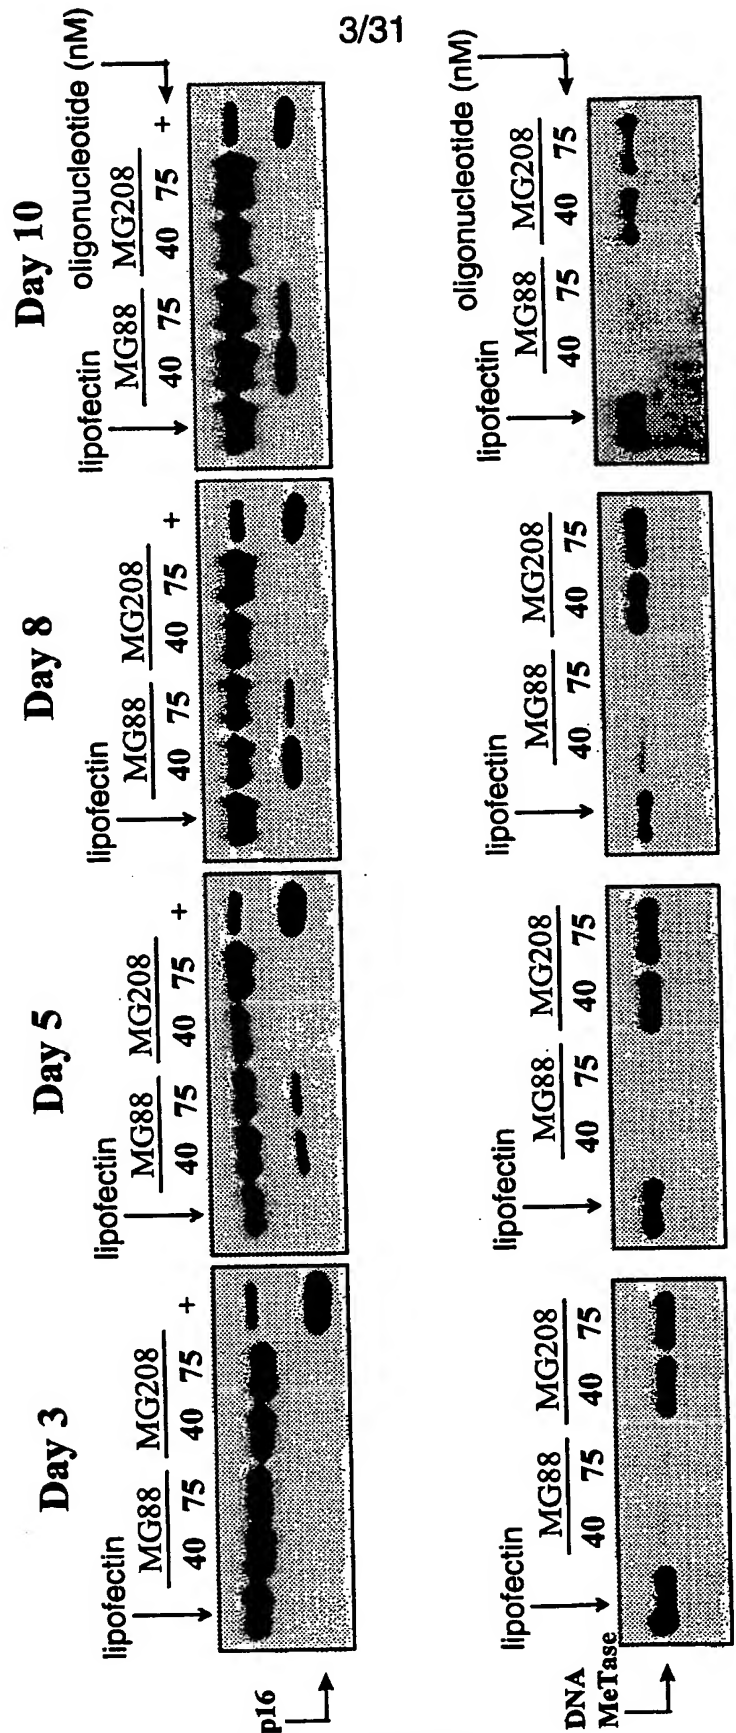 3/31
Day 3
Day 5
Day 8
Day 10
lipofectin
MG88
MG208
40 75 40 75 +
lipofectin
MG88
MG208
40 75 40 75 +
lipofectin
MG88
MG208
40 75 40 75 +
lipofectin
MG88
MG208
oligonucleotide (nM)
40 75 40 75 +
p16
lipofectin
MG88
MG208
40 75 40 75
lipofectin
MG88
MG208
40 75 40 75
lipofectin
MG88
MG208
40 75 40 75
lipofectin
MG88
MG208
oligonucleotide (nM)
40 75 40 75
DNA
MeTase